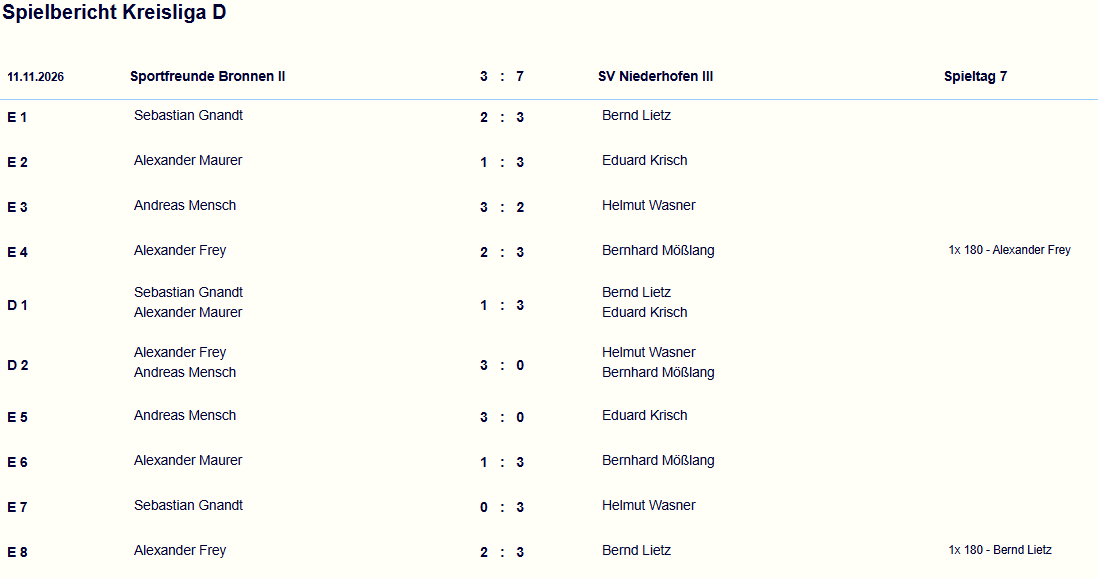 Spielbericht Kreisliga D
11.11.2026 Sportfreunde Bronnen II 3 : 7 SV Niederhofen III Spieltag 7
E 1 Sebastian Gnandt 2 : 3 Bernd Lietz
E 2 Alexander Maurer 1 : 3 Eduard Krisch
E 3 Andreas Mensch 3 : 2 Helmut Wasner
E 4 Alexander Frey 2 : 3 Bernhard Mößlang 1x 180 - Alexander Frey
D 1 Sebastian Gnandt 1 : 3 Bernd Lietz
Alexander Maurer Eduard Krisch
D 2 Alexander Frey 3 : 0 Helmut Wasner
Andreas Mensch Bernhard Mößlang
E 5 Andreas Mensch 3 : 0 Eduard Krisch
E 6 Alexander Maurer 1 : 3 Bernhard Mößlang
E 7 Sebastian Gnandt 0 : 3 Helmut Wasner
E 8 Alexander Frey 2 : 3 Bernd Lietz 1x 180 - Bernd Lietz